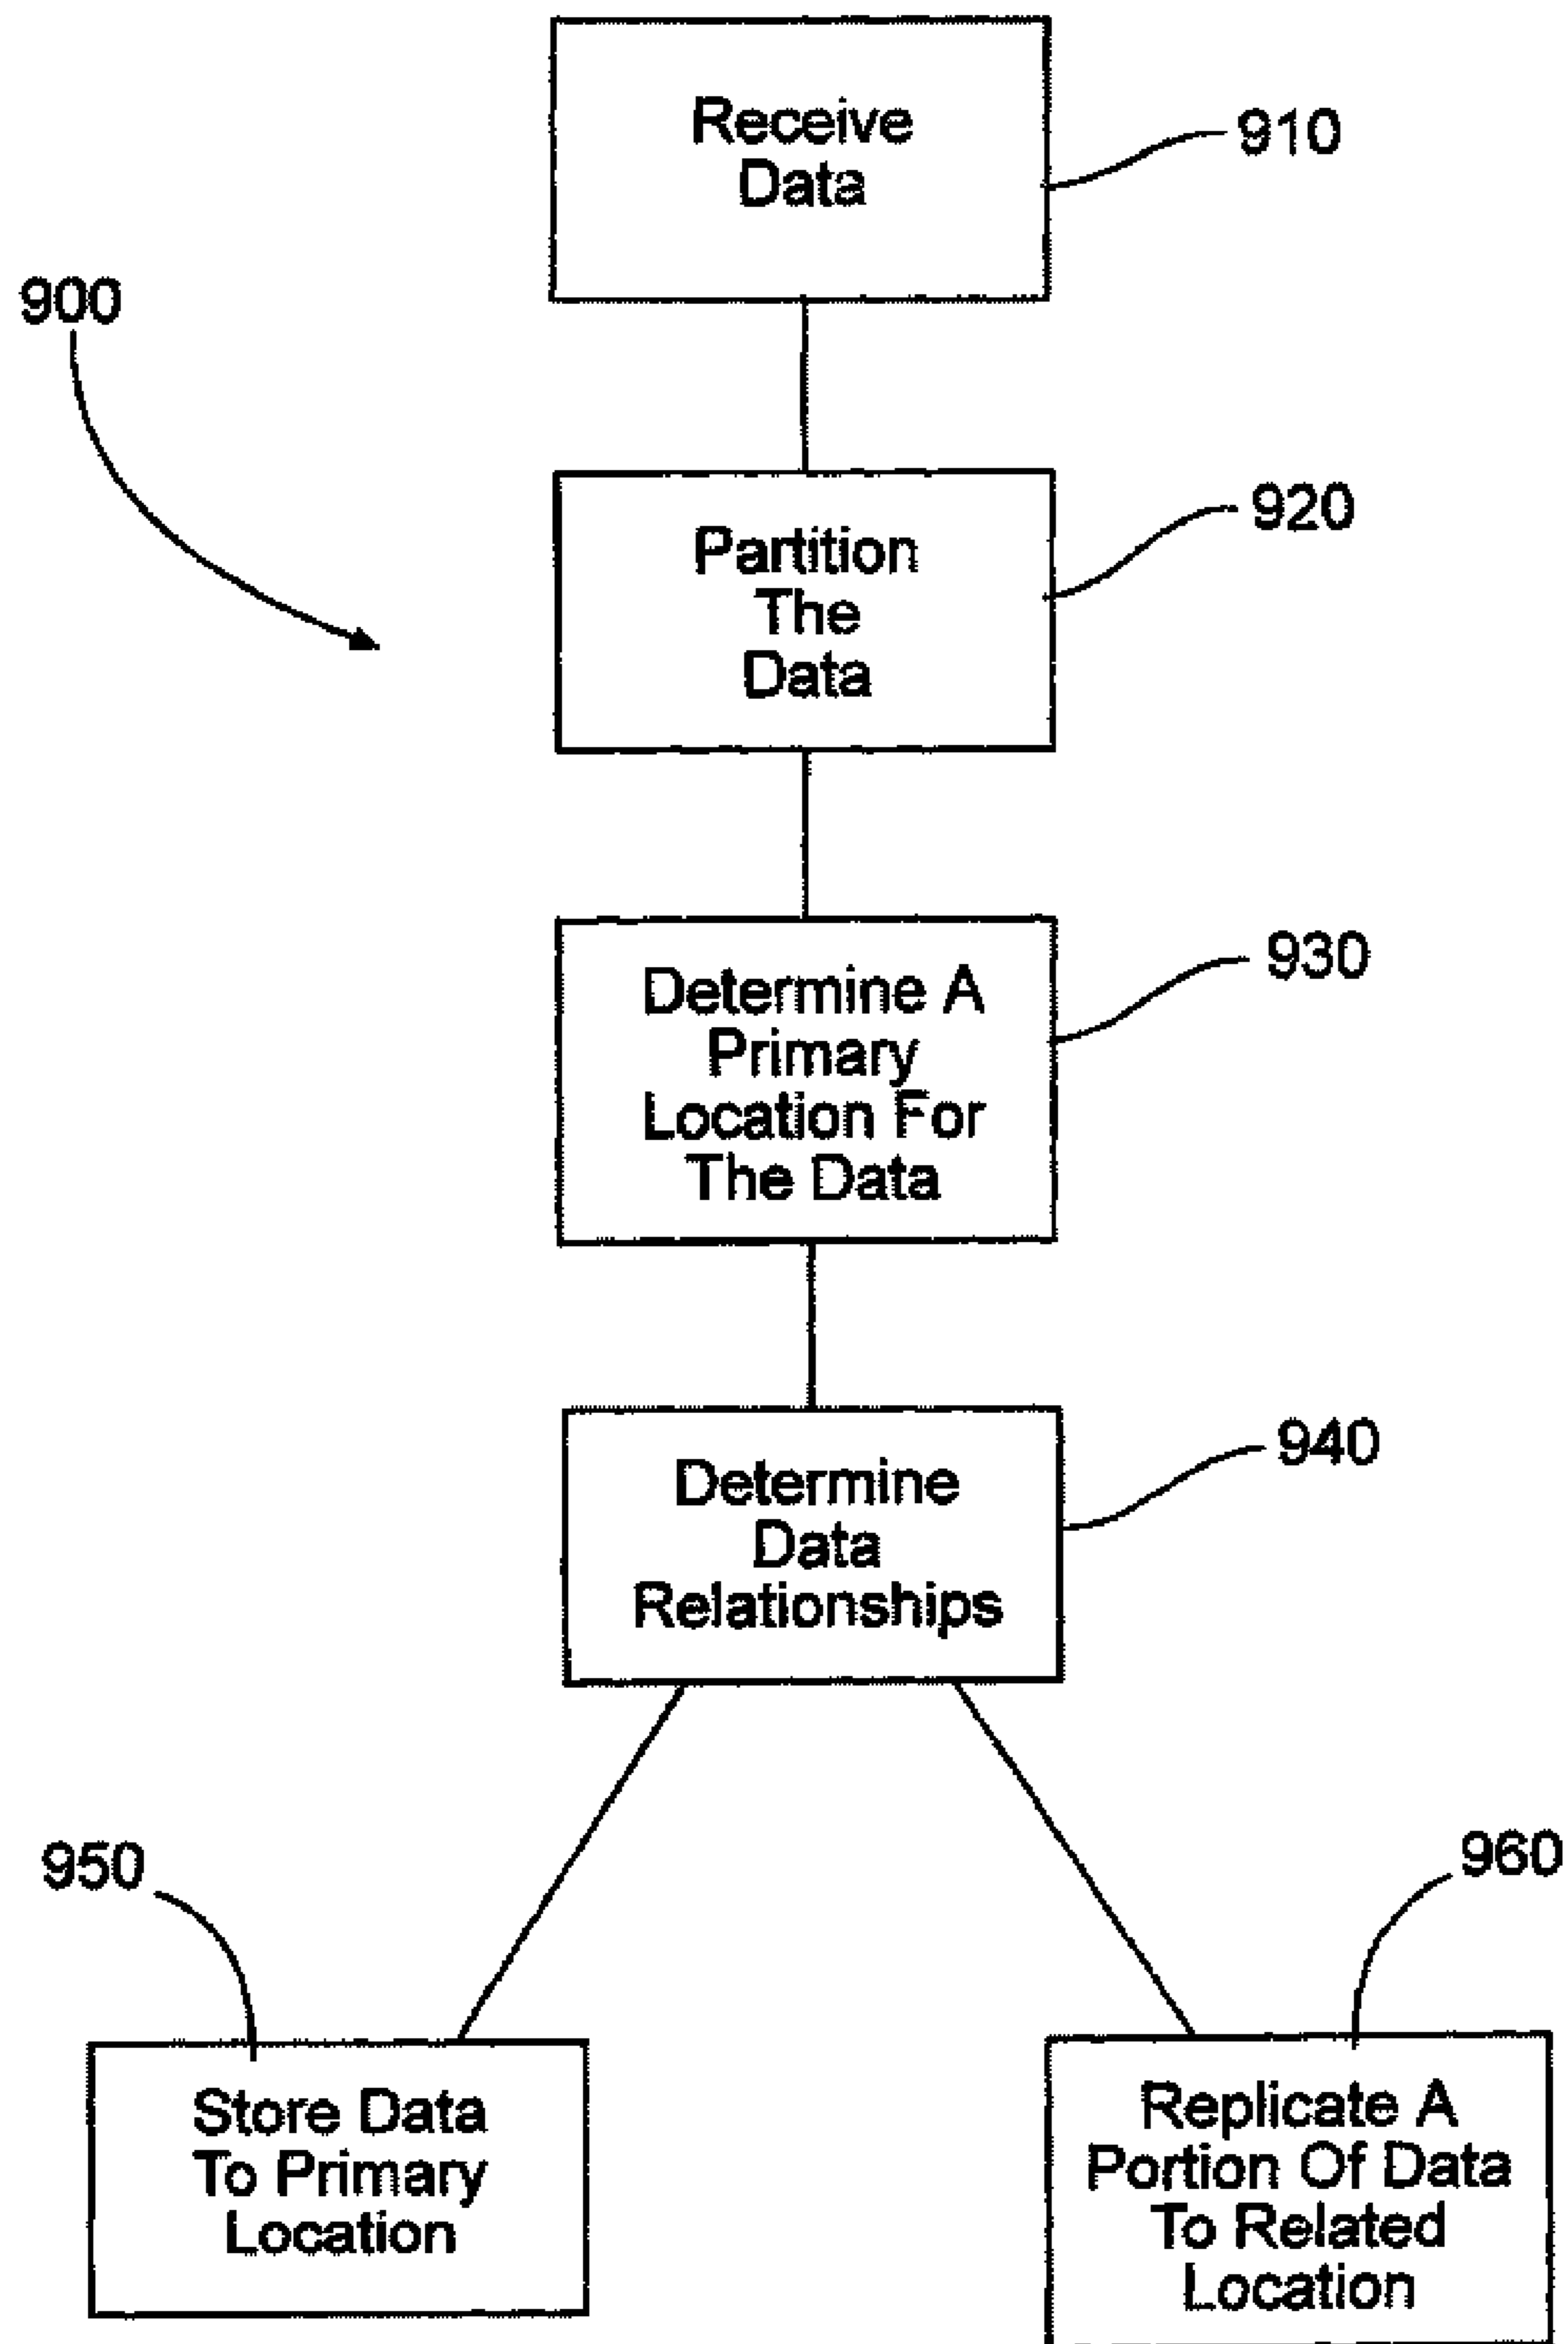 Receive
Data
910
900
Partition
The
Data
920
Determine A
Primary
Location For
The Data
930
Determine
Data
Relationships
940
950
Store Data
To Primary
Location
960
Replicate A
Portion Of Data
To Related
Location